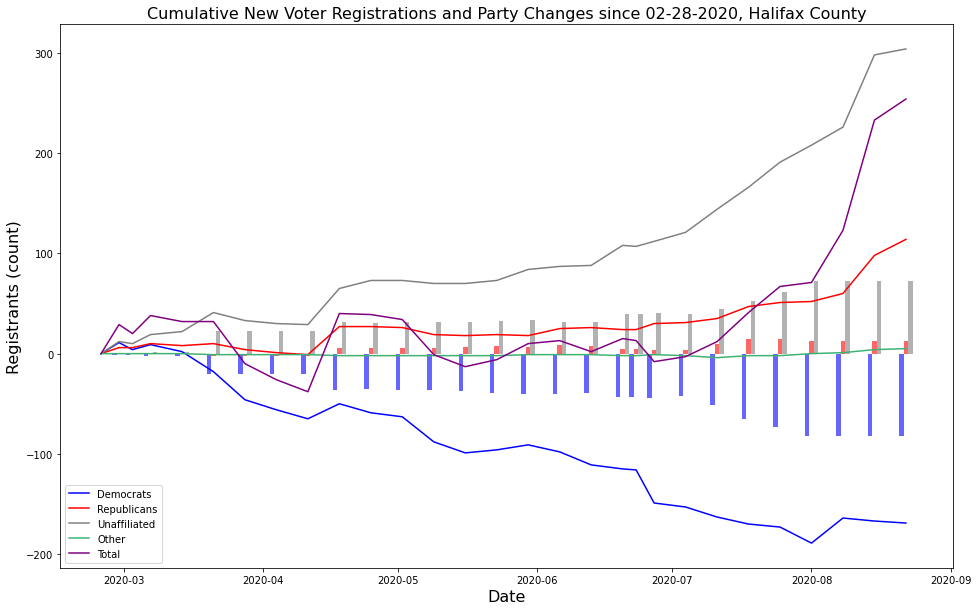 Cumulative New Voter Registrations and Party Changes since 02-28-2020, Halifax County
Registrants (count)
300
200
100
0
−100
−200
Democrats
Republicans
Unaffiliated
Other
Total
2020-03
2020-04
2020-05
2020-06
2020-07
2020-08
2020-09
Date